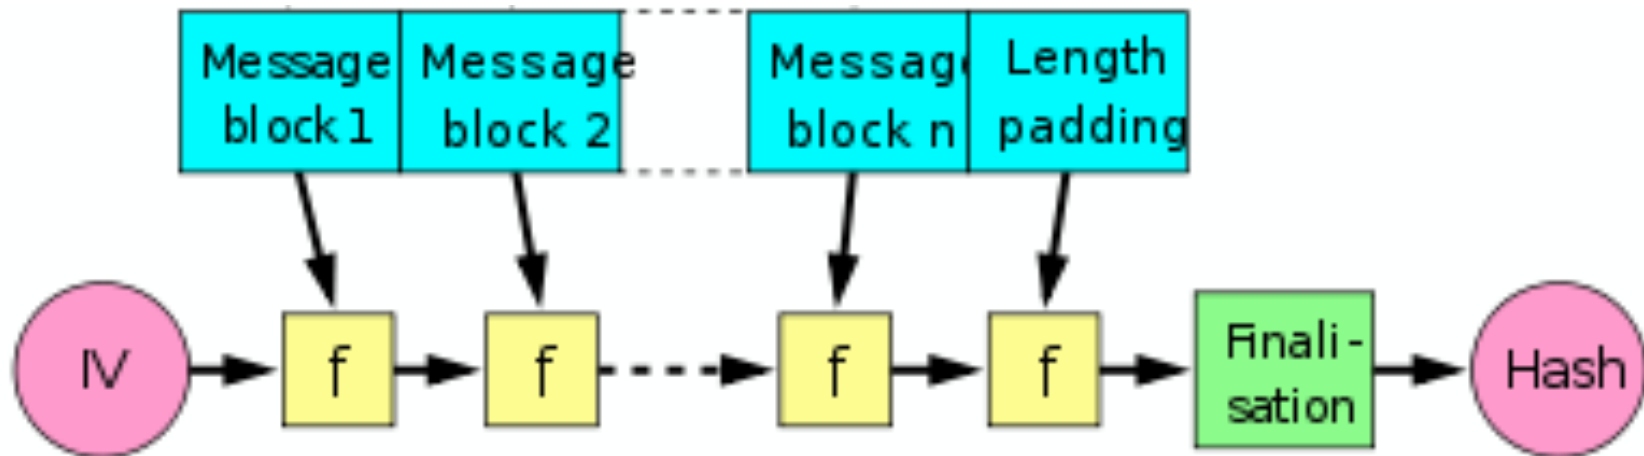 Message
block 1
Message
block 2
Message
block n
Length
padding
IV
f
f
f
f
Finali-
sation
Hash